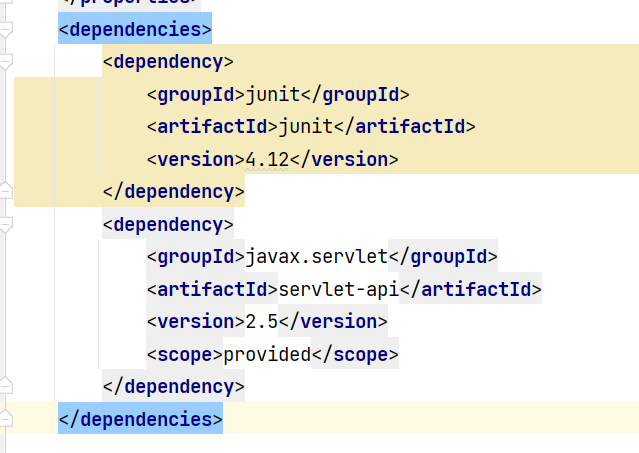 </properties>
<dependencies>
<dependency>
<groupId>junit</groupId>
<artifactId>junit</artifactId>
<version>4.12</version>
</dependency>
<dependency>
<groupId>javax.servlet</groupId>
<artifactId>servlet-api</artifactId>
<version>2.5</version>
<scope>provided</scope>
</dependency>
</dependencies>